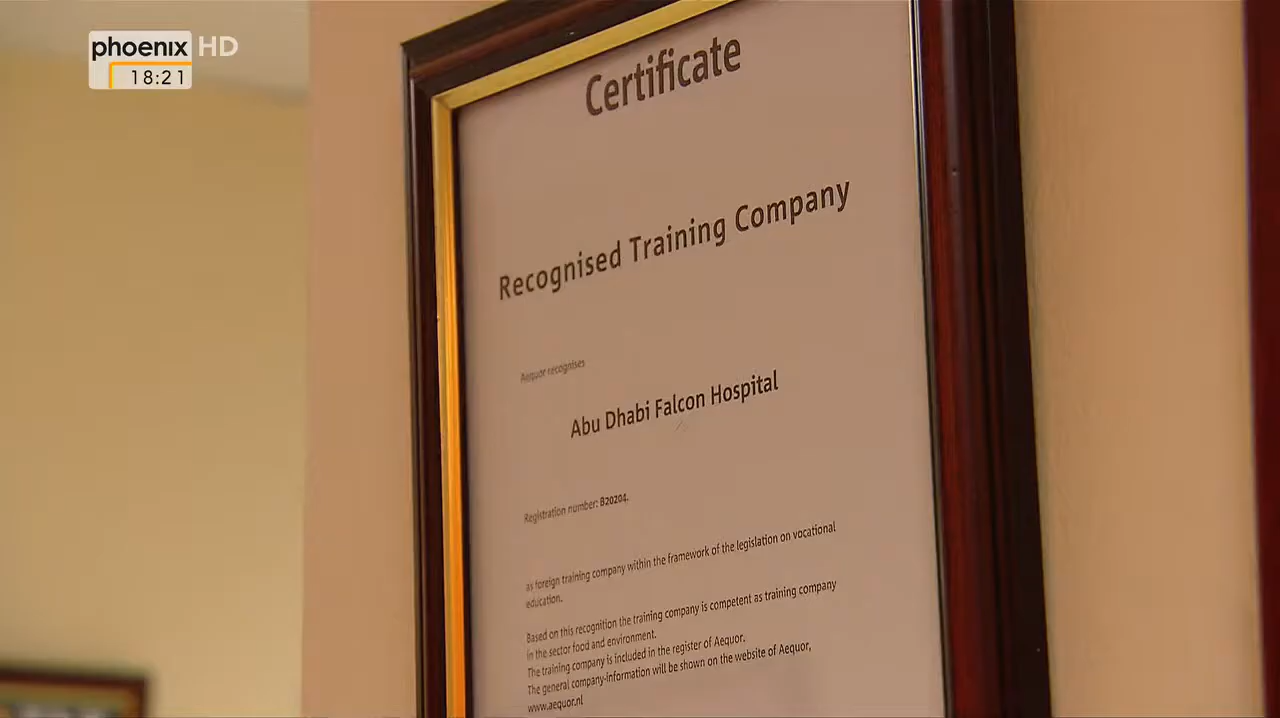 phoenix HD
18:21
Certificate
Recognised Training Company
Aequor recognises
Abu Dhabi Falcon Hospital
Registration number: B20204.
as foreign training company within the framework of the legislation on vocational
education.
Based on this recognition the training company is competent as training company
in the sector food and environment.
The training company is included in the register of Aequor.
The general company-information will be shown on the website of Aequor,
www.aequor.nl